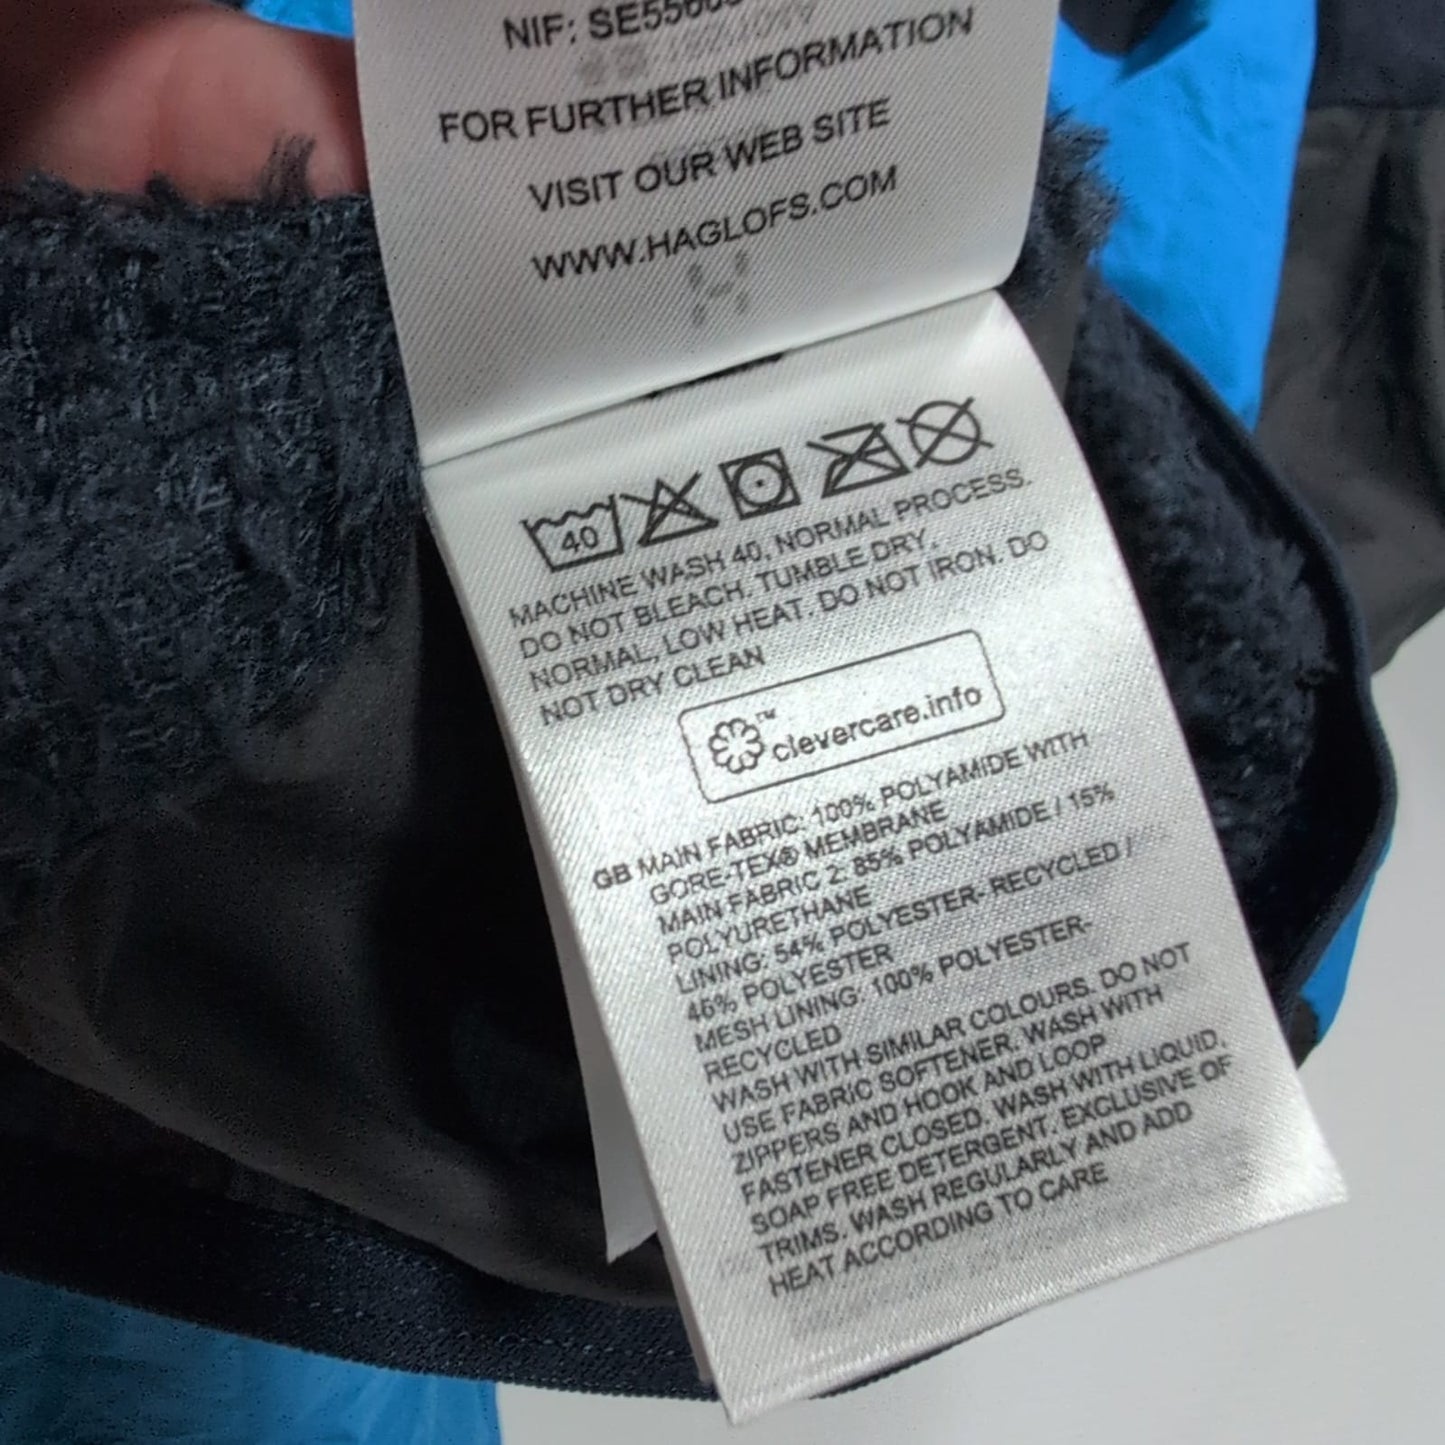 NIF:
FOR FURTHER INFORMATION
VISIT OUR WEB SITE
WWW.HAGLOFS.COM
40
MACHINE WASH 40, NORMAL PROCESS.
DO NOT BLEACH. TUMBLE DRY,
NORMAL, LOW HEAT. DO NOT IRON. DO
NOT DRY CLEAN
™ clevercare.info
GB MAIN FABRIC: 100% POLYAMIDE WITH
GORE-TEX® MEMBRANE
MAIN FABRIC 2: 85% POLYAMIDE / 15%
POLYURETHANE
LINING: 54% POLYESTER- RECYCLED /
46% POLYESTER
MESH LINING: 100% POLYESTER-
RECYCLED
WASH WITH SIMILAR COLOURS. DO NOT
USE FABRIC SOFTENER. WASH WITH
ZIPPERS AND HOOK AND LOOP
FASTENER CLOSED. WASH WITH LIQUID,
SOAP FREE DETERGENT. EXCLUSIVE OF
TRIMS. WASH REGULARLY AND ADD
HEAT ACCORDING TO CARE